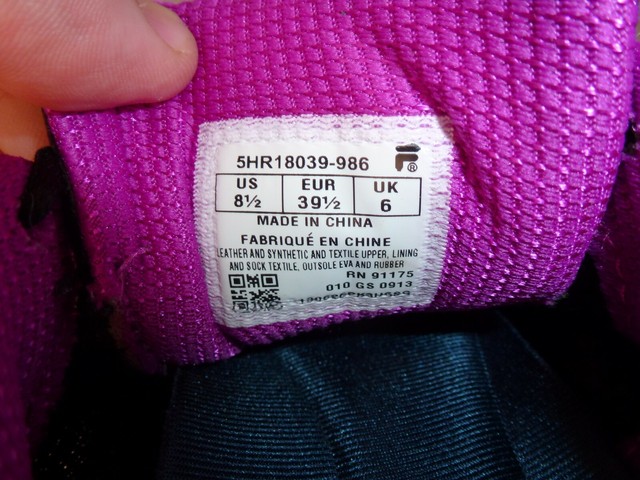 5HR18039-986
F®
US EUR UK
8½ 39½ 6
MADE IN CHINA
FABRIQUÉ EN CHINE
LEATHER AND SYNTHETIC AND TEXTILE UPPER, LINING
AND SOCK TEXTILE, OUTSOLE EVA AND RUBBER
RN 91175
010 GS 0913